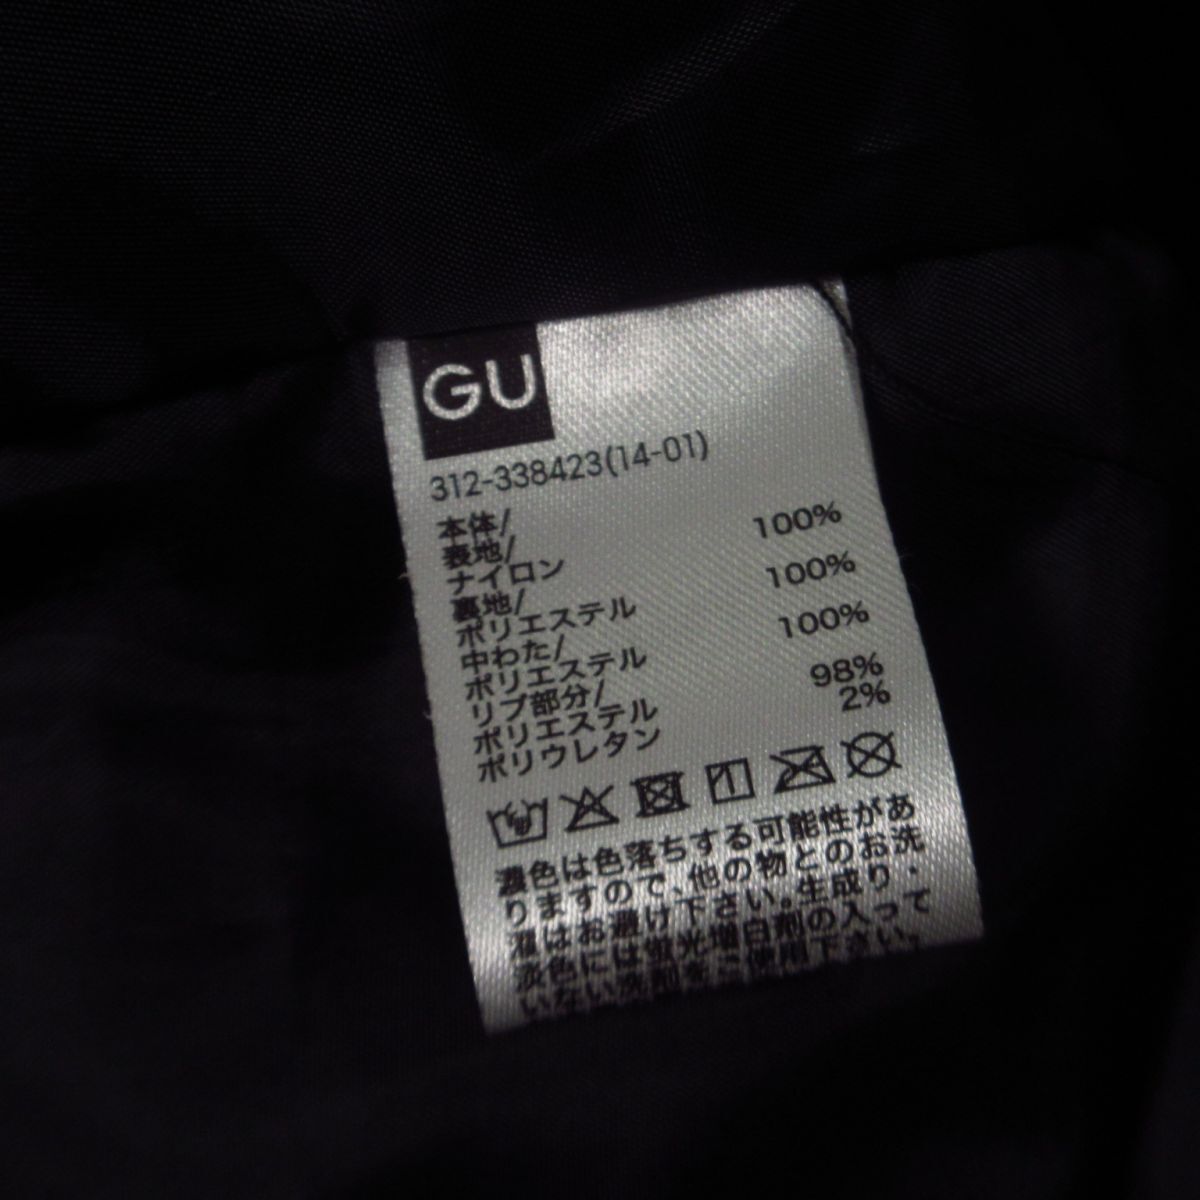 GU
312-338423(14-01)
本体/
表地/
ナイロン 100%
裏地/
ポリエステル 100%
中わた/
ポリエステル 100%
リブ部分/
ポリエステル 98%
ポリウレタン 2%
濃色は色落ちする可能性があ
りますので、他の物とのお洗
濯はお避け下さい。生成り・
淡色には蛍光増白剤の入って
いない洗剤をご使用下さい。